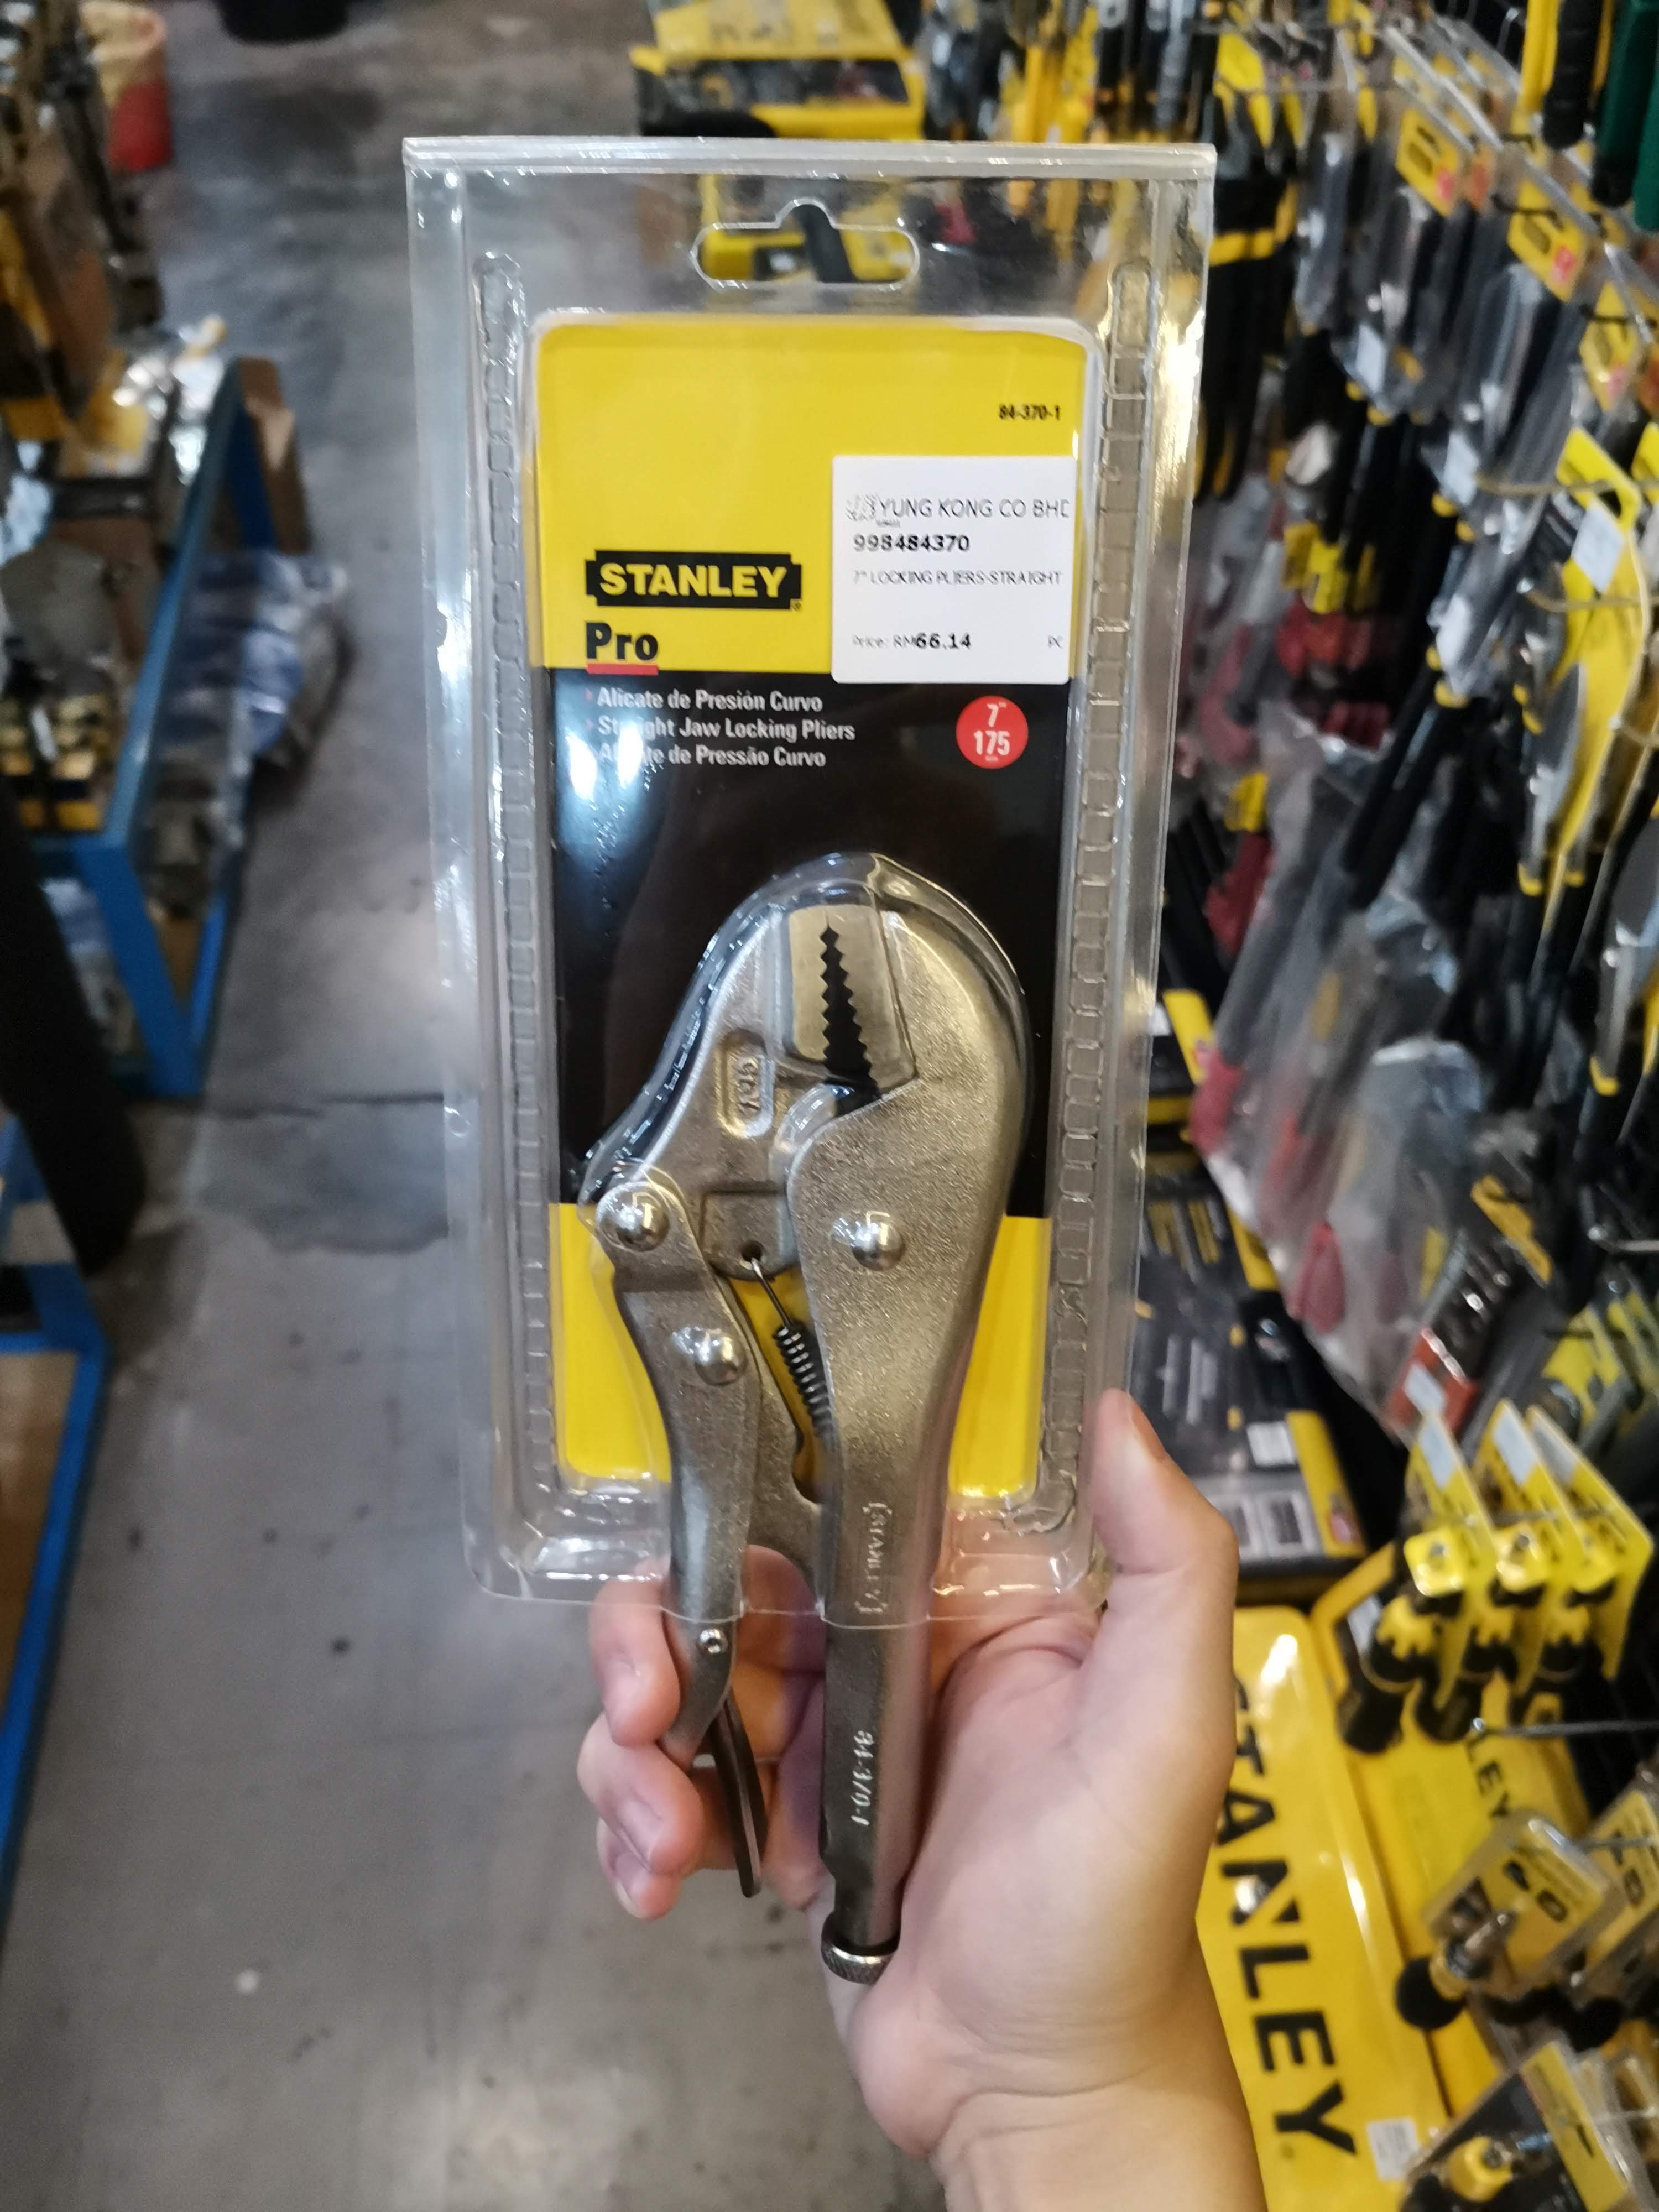 84-370-1
YUNG KONG CO BHD
998484370
7" LOCKING PLIERS-STRAIGHT
Price: RM66.14 PC
STANLEY
Pro
Alicate de Presión Curvo
Straight Jaw Locking Pliers
Alicate de Pressão Curvo
7"
175
mm
STANLEY
84-370-1
STANLEY